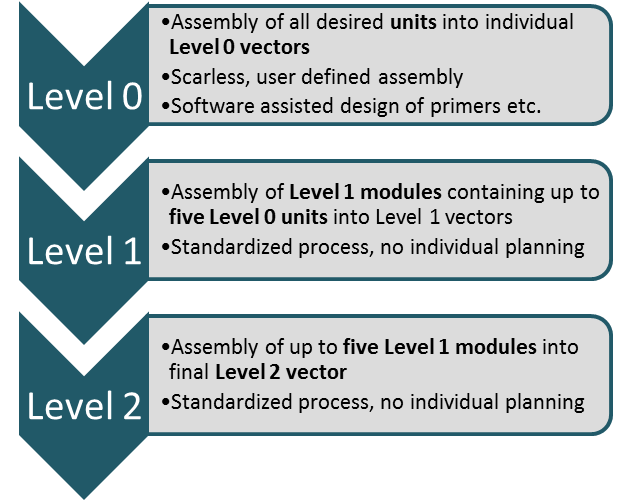 Level 0
•Assembly of all desired units into individual
Level 0 vectors
•Scarless, user defined assembly
•Software assisted design of primers etc.
Level 1
•Assembly of Level 1 modules containing up to
five Level 0 units into Level 1 vectors
•Standardized process, no individual planning
Level 2
•Assembly of up to five Level 1 modules into
final Level 2 vector
•Standardized process, no individual planning